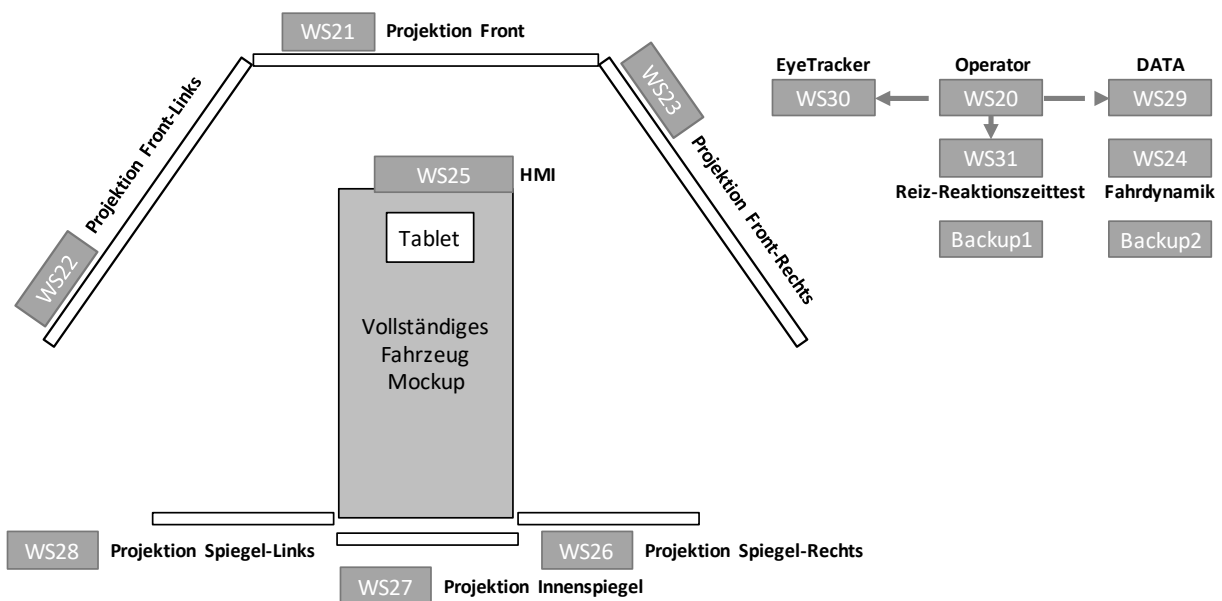 WS21 Projektion Front
WS22 Projektion Front-Links
WS23
Projektion Front-Rechts
WS25 HMI
Tablet
Vollständiges
Fahrzeug
Mockup
WS28 Projektion Spiegel-Links
WS27 Projektion Innenspiegel
WS26 Projektion Spiegel-Rechts
EyeTracker Operator DATA
WS30 WS20 WS29
WS31 WS24
Reiz-Reaktionszeittest Fahrdynamik
Backup1 Backup2